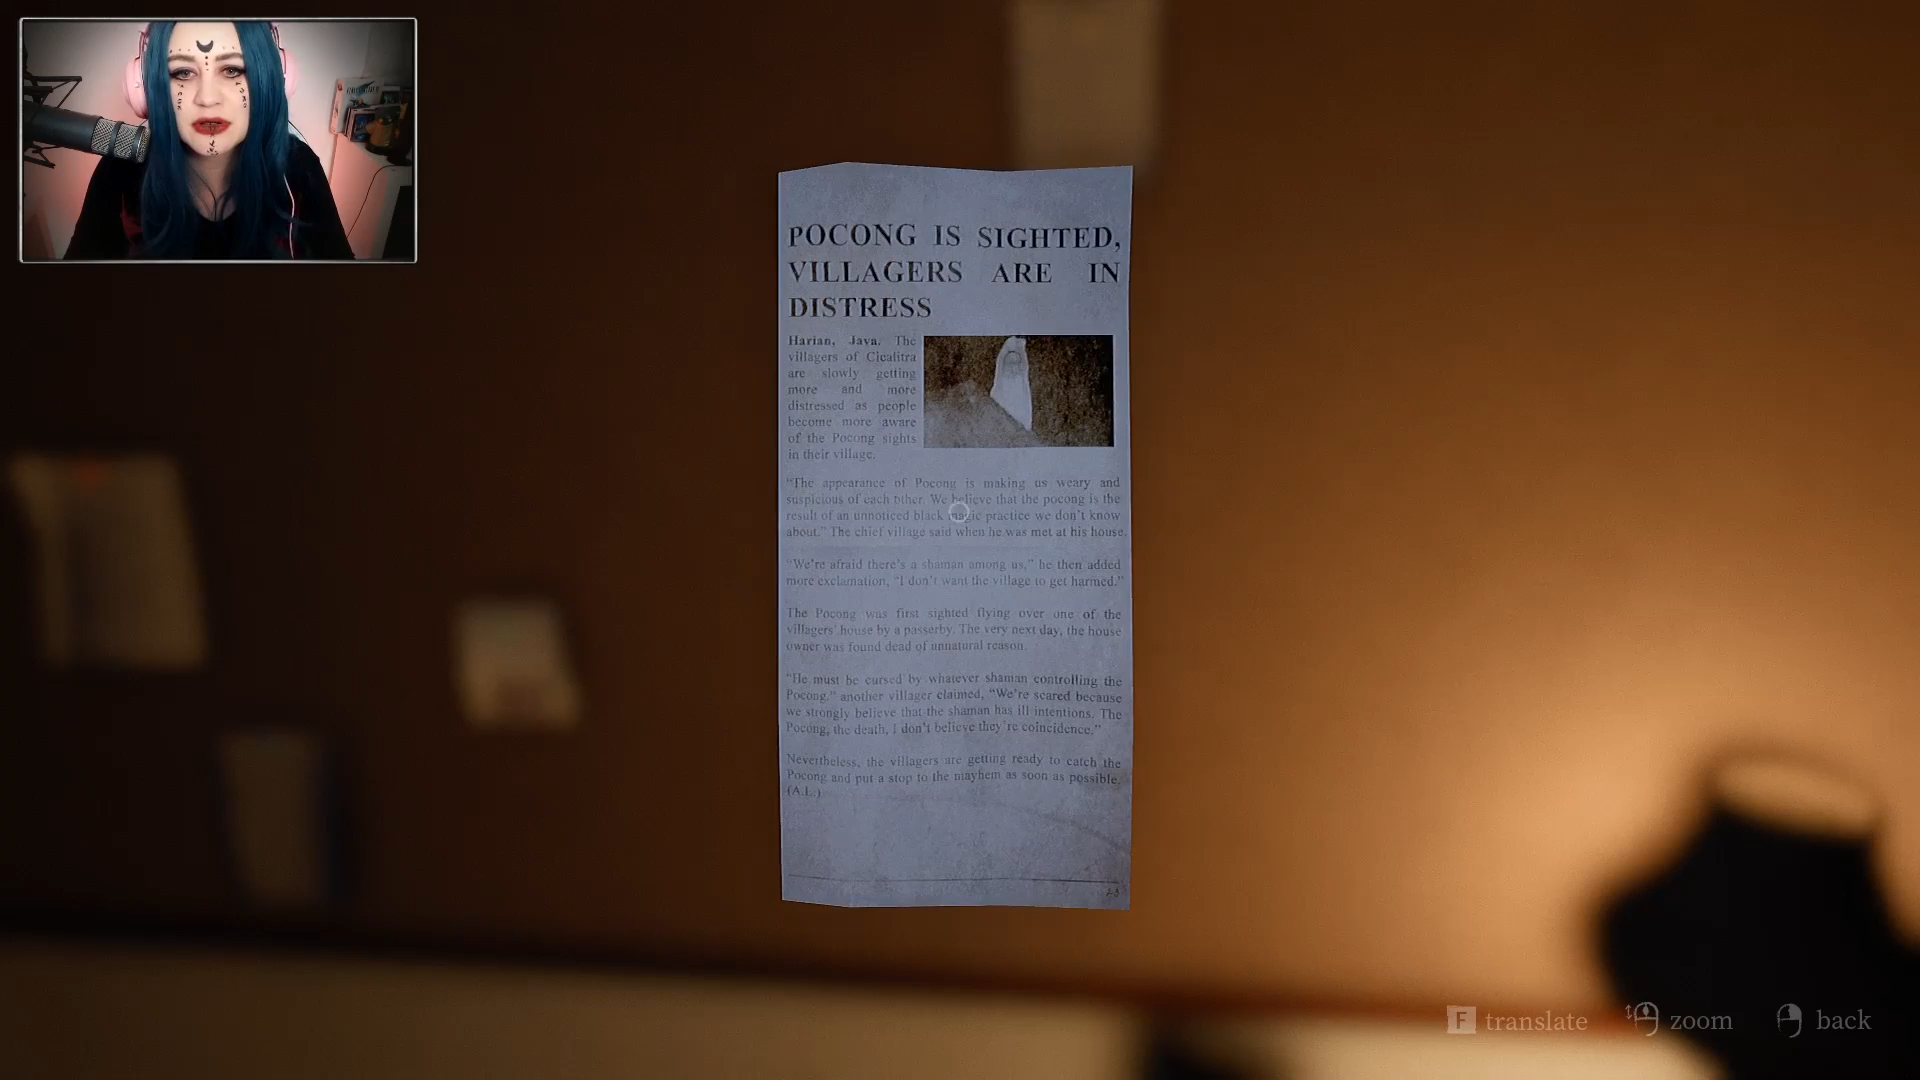 POCONG IS SIGHTED,
VILLAGERS ARE IN
DISTRESS
Harian, Java. The
villagers of Cicalitra
are slowly getting
more and more
distressed as people
become more aware
of the Pocong sights
in their village.
"The appearance of Pocong is making us weary and
suspicious of each other. We believe that the pocong is the
result of an unnoticed black magic practice we don't know
about." The chief village said when he was met at his house.
"We're afraid there's a shaman among us," he then added
more exclamation, "I don't want the village to get harmed."
The Pocong was first sighted flying over one of the
villagers' house by a passerby. The very next day, the house
owner was found dead of unnatural reason.
"He must be cursed by whatever shaman controlling the
Pocong," another villager claimed, "We're scared because
we strongly believe that the shaman has ill intentions. The
Pocong, the death, I don't believe they're coincidence."
Nevertheless, the villagers are getting ready to catch the
Pocong and put a stop to the mayhem as soon as possible.
(A.L.)
F translate zoom back